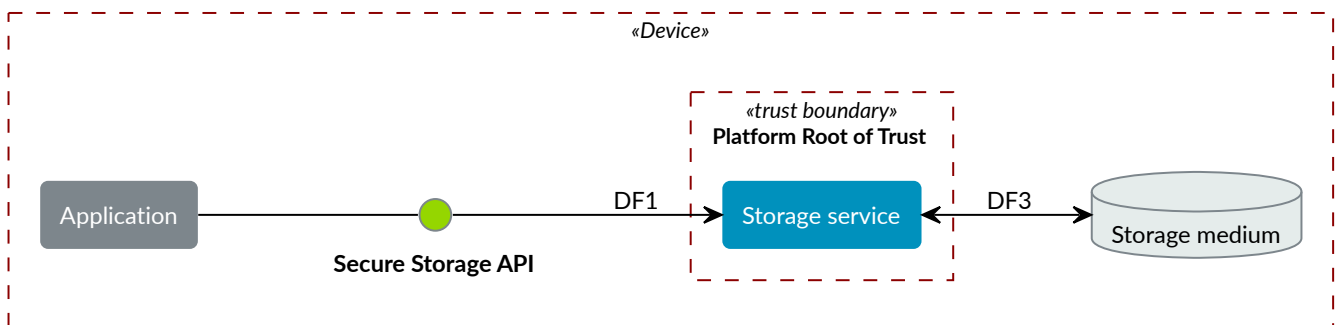 «Device»
«trust boundary»
Platform Root of Trust
Application
DF1
Storage service
DF3
Storage medium
Secure Storage API